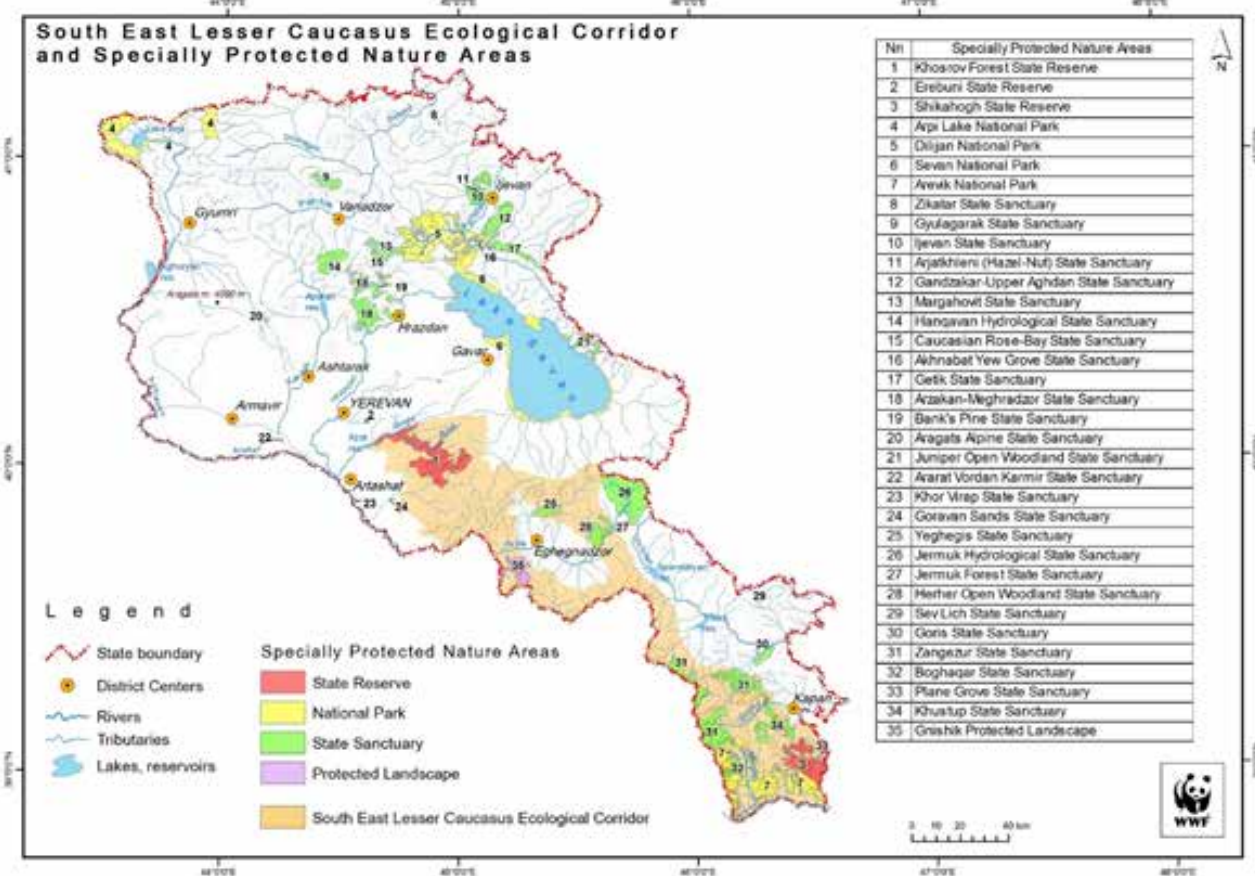 South East Lesser Caucasus Ecological Corridor
and Specially Protected Nature Areas
Nn Specially Protected Nature Areas
1 Khosrov Forest State Reserve
2 Erebuni State Reserve
3 Shikahogh State Reserve
4 Arpi Lake National Park
5 Dilijan National Park
6 Sevan National Park
7 Arevik National Park
8 Zikatar State Sanctuary
9 Gyulagarak State Sanctuary
10 Ijevan State Sanctuary
11 Arjatkhleni (Hazel-Nut) State Sanctuary
12 Gandzakar-Upper Aghdan State Sanctuary
13 Margahovit State Sanctuary
14 Hanqavan Hydrological State Sanctuary
15 Caucasian Rose-Bay State Sanctuary
16 Akhnabat Yew Grove State Sanctuary
17 Getik State Sanctuary
18 Arzakan-Meghradzor State Sanctuary
19 Bank's Pine State Sanctuary
20 Aragats Alpine State Sanctuary
21 Juniper Open Woodland State Sanctuary
22 Ararat Vordan Karmir State Sanctuary
23 Khor Virap State Sanctuary
24 Goravan Sands State Sanctuary
25 Yeghegis State Sanctuary
26 Jermuk Hydrological State Sanctuary
27 Jermuk Forest State Sanctuary
28 Herher Open Woodland State Sanctuary
29 Sev Lich State Sanctuary
30 Goris State Sanctuary
31 Zangezur State Sanctuary
32 Boghaqar State Sanctuary
33 Plane Grove State Sanctuary
34 Khustup State Sanctuary
35 Gnishik Protected Landscape
N
Ijevan
Vanadzor
Gyumri
Aragats m. 4090 m
Hrazdan
Gavar
Ashtarak
Armavir
YEREVAN
Artashat
Eghegnadzor
Kapan
Legend
State boundary
District Centers
Rivers
Tributaries
Lakes, reservoirs
Specially Protected Nature Areas
State Reserve
National Park
State Sanctuary
Protected Landscape
South East Lesser Caucasus Ecological Corridor
0 10 20 40 km
WWF